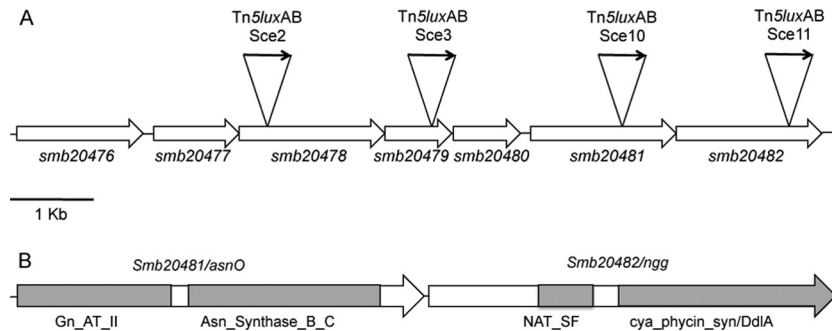 A
Tn5luxAB Tn5luxAB Tn5luxAB Tn5luxAB
Sce2 Sce3 Sce10 Sce11
smb20476 smb20477 smb20478 smb20479 smb20480 smb20481 smb20482
1 Kb
B
Smb20481/asnO Smb20482/ngg
Gn_AT_II Asn_Synthase_B_C NAT_SF cya_phycin_syn/DdlA